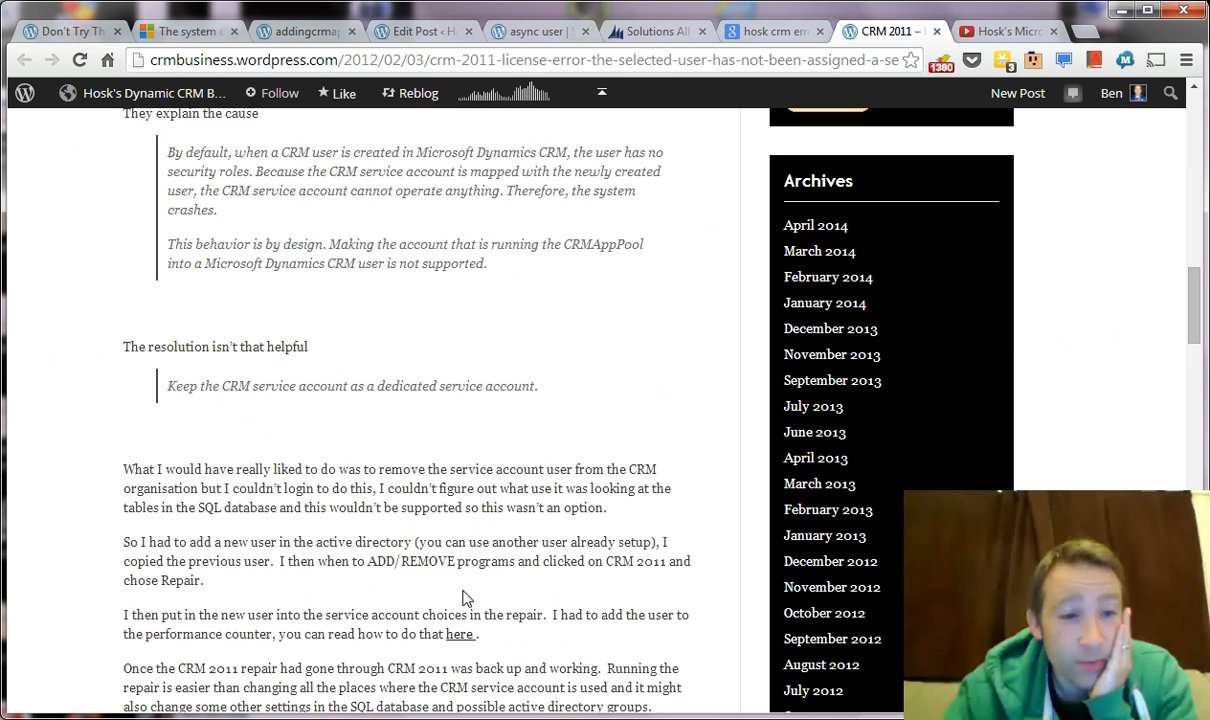 Don't Try Th
The system
addingcrmap
Edit Post ‹ H
async user | S
Solutions All
hosk crm err
CRM 2011 –
Hosk's Micro
crmbusiness.wordpress.com/2012/02/03/crm-2011-license-error-the-selected-user-has-not-been-assigned-a-se
1380
3
Hosk's Dynamic CRM B...
Follow
Like
Reblog
New Post
Ben
They explain the cause
By default, when a CRM user is created in Microsoft Dynamics CRM, the user has no
security roles. Because the CRM service account is mapped with the newly created
user, the CRM service account cannot operate anything. Therefore, the system
crashes.
This behavior is by design. Making the account that is running the CRMAppPool
into a Microsoft Dynamics CRM user is not supported.
The resolution isn't that helpful
Keep the CRM service account as a dedicated service account.
What I would have really liked to do was to remove the service account user from the CRM
organisation but I couldn't login to do this, I couldn't figure out what use it was looking at the
tables in the SQL database and this wouldn't be supported so this wasn't an option.
So I had to add a new user in the active directory (you can use another user already setup), I
copied the previous user.  I then when to ADD/REMOVE programs and clicked on CRM 2011 and
chose Repair.
I then put in the new user into the service account choices in the repair.  I had to add the user to
the performance counter, you can read how to do that here .
Once the CRM 2011 repair had gone through CRM 2011 was back up and working.  Running the
repair is easier than changing all the places where the CRM service account is used and it might
also change some other settings in the SQL database and possible active directory groups.
Archives
April 2014
March 2014
February 2014
January 2014
December 2013
November 2013
September 2013
July 2013
June 2013
April 2013
March 2013
February 2013
January 2013
December 2012
November 2012
October 2012
September 2012
August 2012
July 2012